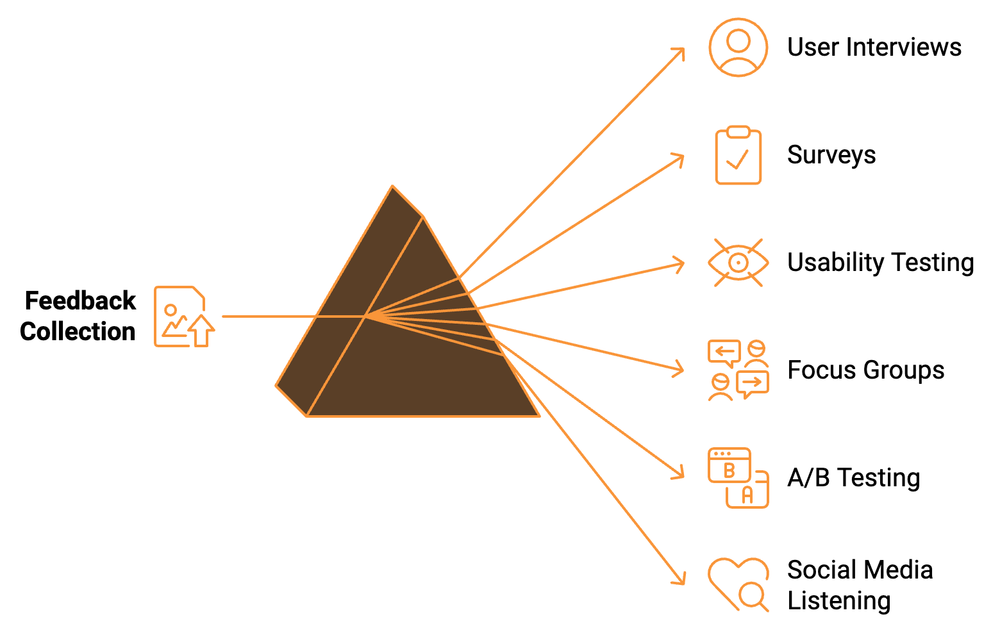 Feedback
Collection
User Interviews
Surveys
Usability Testing
Focus Groups
B
A
A/B Testing
Social Media
Listening